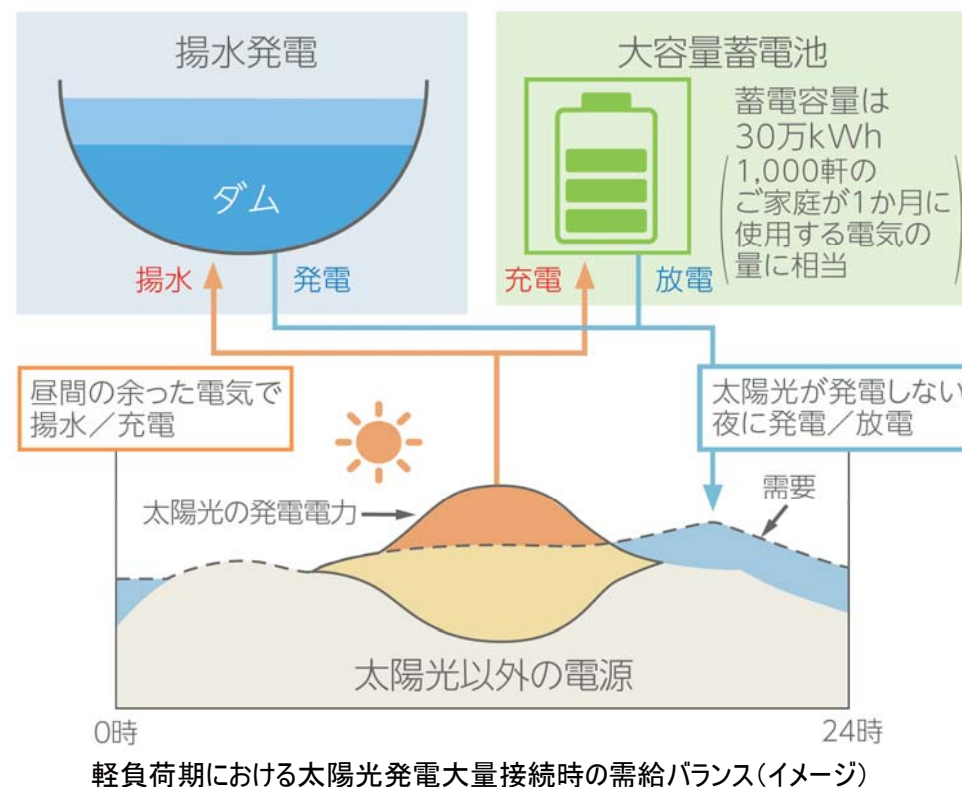 揚水発電
ダム
揚水
発電
大容量蓄電池
蓄電容量は
30万kWh
(1,000軒の
ご家庭が1か月に
使用する電気の
量に相当)
充電
放電
昼間の余った電気で
揚水／充電
太陽光が発電しない
夜に発電／放電
太陽光の発電電力
需要
太陽光以外の電源
0時
24時
軽負荷期における太陽光発電大量接続時の需給バランス（イメージ）